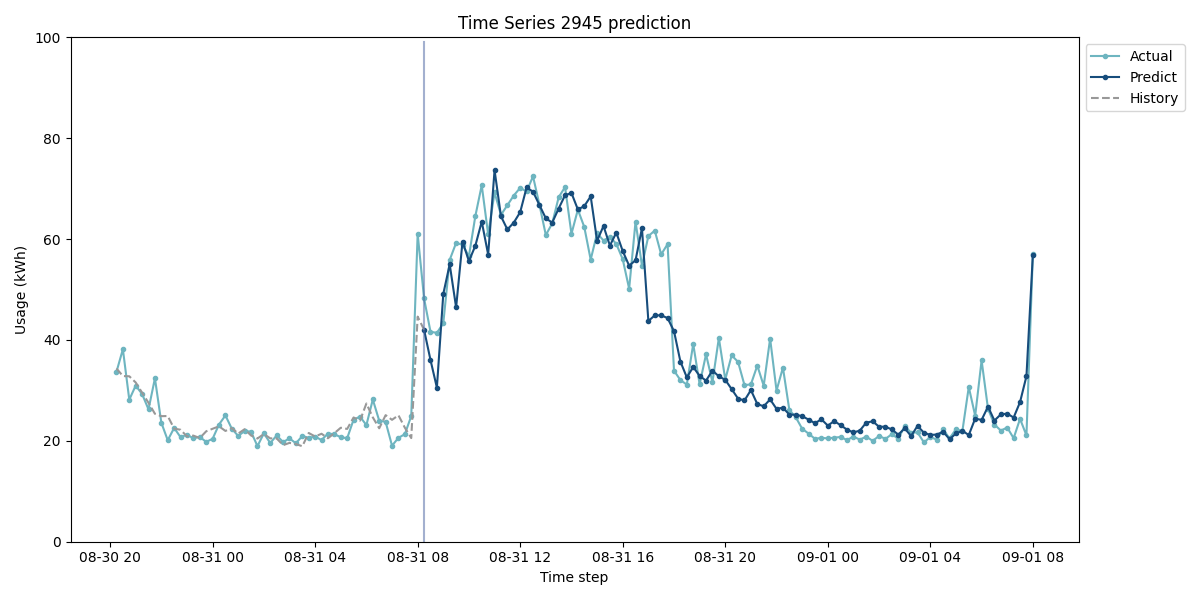 Time Series 2945 prediction
100
80
60
40
20
0
Usage (kWh)
08-30 20
08-31 00
08-31 04
08-31 08
08-31 12
08-31 16
08-31 20
09-01 00
09-01 04
09-01 08
Time step
Actual
Predict
History